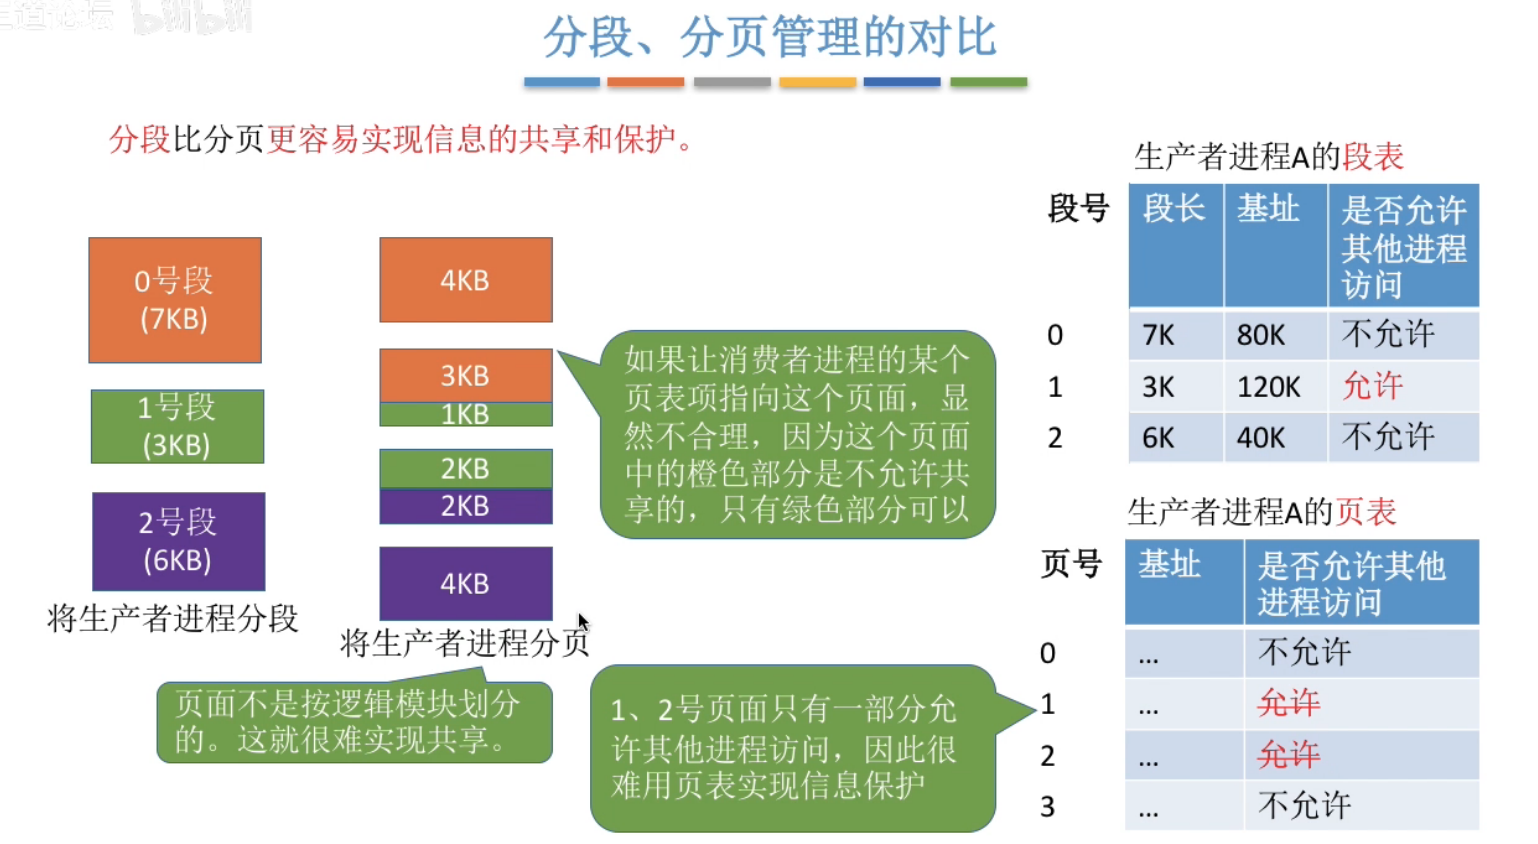 王道论坛 bilibili
分段、分页管理的对比
分段比分页更容易实现信息的共享和保护。
0号段
(7KB)
1号段
(3KB)
2号段
(6KB)
将生产者进程分段
4KB
3KB
1KB
2KB
2KB
4KB
将生产者进程分页
如果让消费者进程的某个
页表项指向这个页面，显
然不合理，因为这个页面
中的橙色部分是不允许共
享的，只有绿色部分可以
页面不是按逻辑模块划分
的。这就很难实现共享。
1、2号页面只有一部分允
许其他进程访问，因此很
难用页表实现信息保护
生产者进程A的段表
段号 段长 基址 是否允许
其他进程
访问
0 7K 80K 不允许
1 3K 120K 允许
2 6K 40K 不允许
生产者进程A的页表
页号 基址 是否允许其他
进程访问
0 ... 不允许
1 ... 允许
2 ... 允许
3 ... 不允许